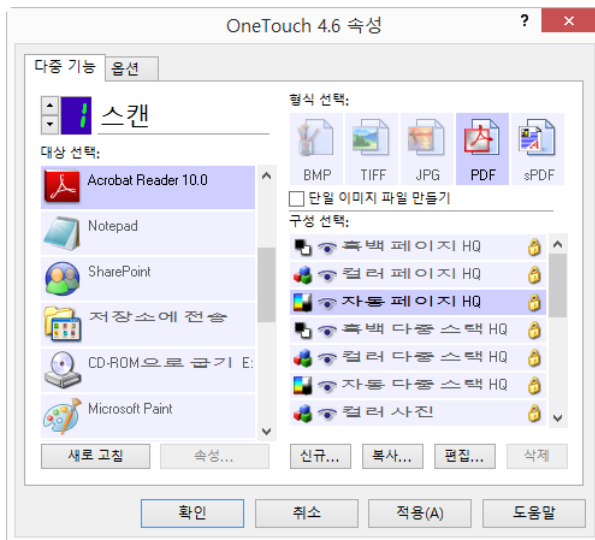 OneTouch 4.6 속성
?
×
다중 기능
옵션
1
스캔
대상 선택:
Acrobat Reader 10.0
Notepad
SharePoint
저장소에 전송
CD-ROM으로 굽기 E:
Microsoft Paint
새로 고침
속성...
형식 선택:
BMP TIFF JPG PDF sPDF
단일 이미지 파일 만들기
구성 선택:
흑백 페이지 HQ
컬러 페이지 HQ
자동 페이지 HQ
흑백 다중 스택 HQ
컬러 다중 스택 HQ
자동 다중 스택 HQ
컬러 사진
신규... 복사... 편집... 삭제
확인 취소 적용(A) 도움말